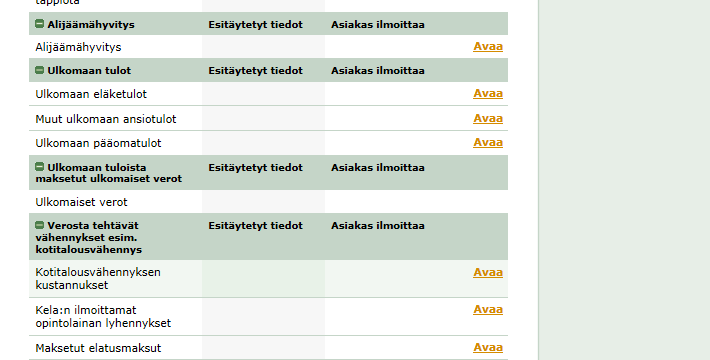 tappiota
Alijäämähyvitys Esitäytetyt tiedot Asiakas ilmoittaa
Alijäämähyvitys Avaa
Ulkomaan tulot Esitäytetyt tiedot Asiakas ilmoittaa
Ulkomaan eläketulot Avaa
Muut ulkomaan ansiotulot Avaa
Ulkomaan pääomatulot Avaa
Ulkomaan tuloista Esitäytetyt tiedot Asiakas ilmoittaa
maksetut ulkomaiset verot
Ulkomaiset verot
Verosta tehtävät Esitäytetyt tiedot Asiakas ilmoittaa
vähennykset esim.
kotitalousvähennys
Kotitalousvähennyksen Avaa
kustannukset
Kela:n ilmoittamat Avaa
opintolainan lyhennykset
Maksetut elatusmaksut Avaa